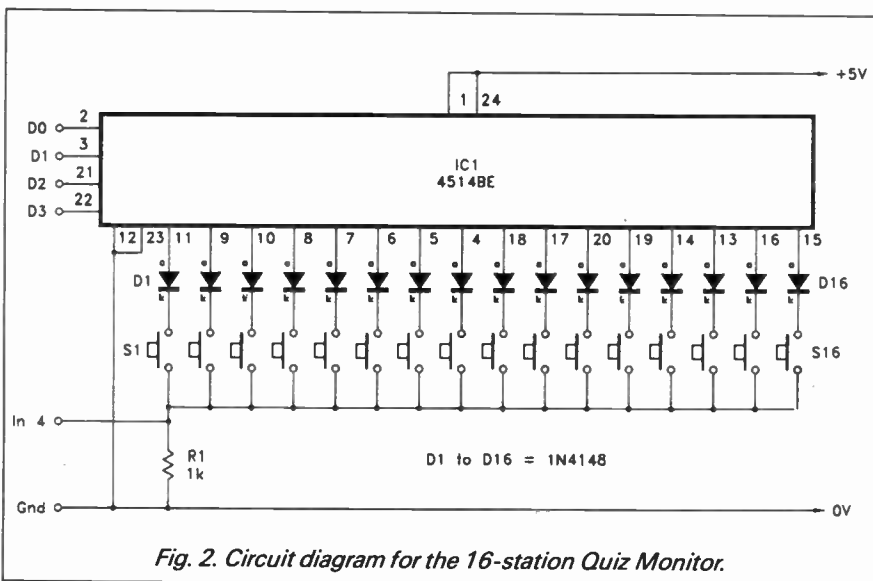 +5V
1 24
D0 2
D1 3
D2 21
D3 22
IC1
4514BE
12 23 11 9 10 8 7 6 5 4 18 17 20 19 14 13 16 15
D1 D16
S1 S16
In 4
R1
1k
D1 to D16 = 1N4148
Gnd 0V
Fig. 2. Circuit diagram for the 16-station Quiz Monitor.